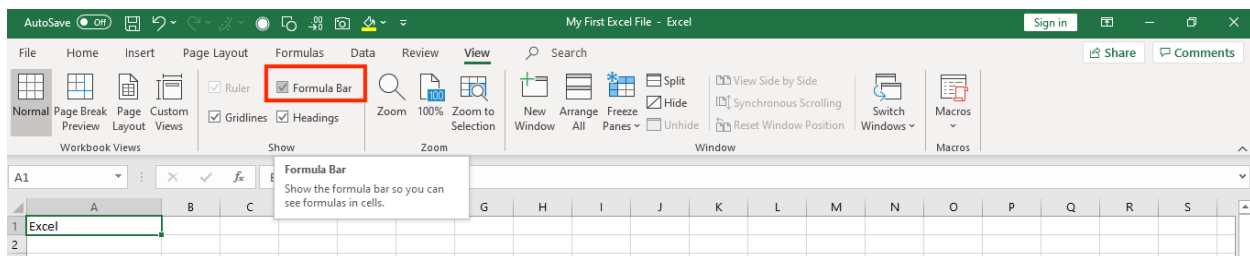 AutoSave Off My First Excel File - Excel Sign in
File Home Insert Page Layout Formulas Data Review View Search Share Comments
Normal Page Break Preview Page Layout Custom Views
Ruler Formula Bar
Gridlines Headings
Zoom 100% Zoom to Selection
New Window Arrange All Freeze Panes
Split
Hide
Unhide
View Side by Side
Synchronous Scrolling
Reset Window Position
Switch Windows
Macros
Workbook Views Show Zoom Window Macros
Formula Bar
Show the formula bar so you can
see formulas in cells.
A1 fx
A B C G H I J K L M N O P Q R S
1 Excel
2